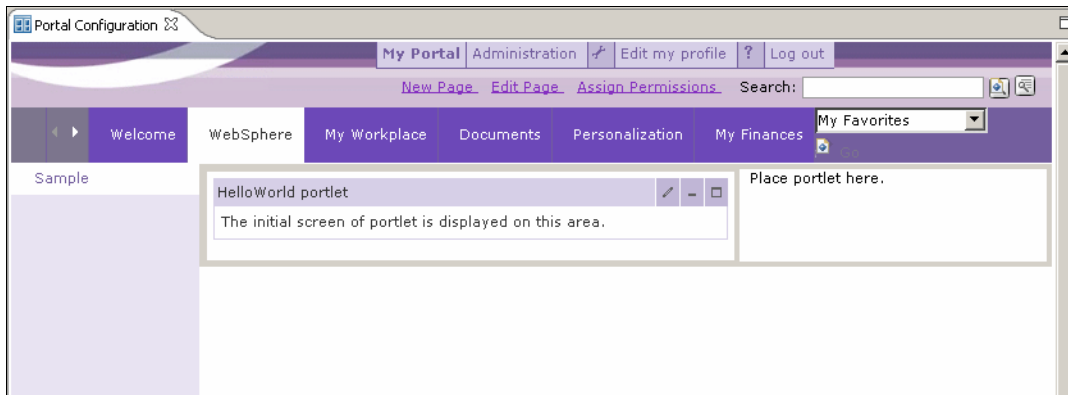 Portal Configuration
My Portal Administration Edit my profile ? Log out
New Page Edit Page Assign Permissions Search:
Welcome WebSphere My Workplace Documents Personalization My Finances My Favorites
Go
Sample
HelloWorld portlet
The initial screen of portlet is displayed on this area.
Place portlet here.